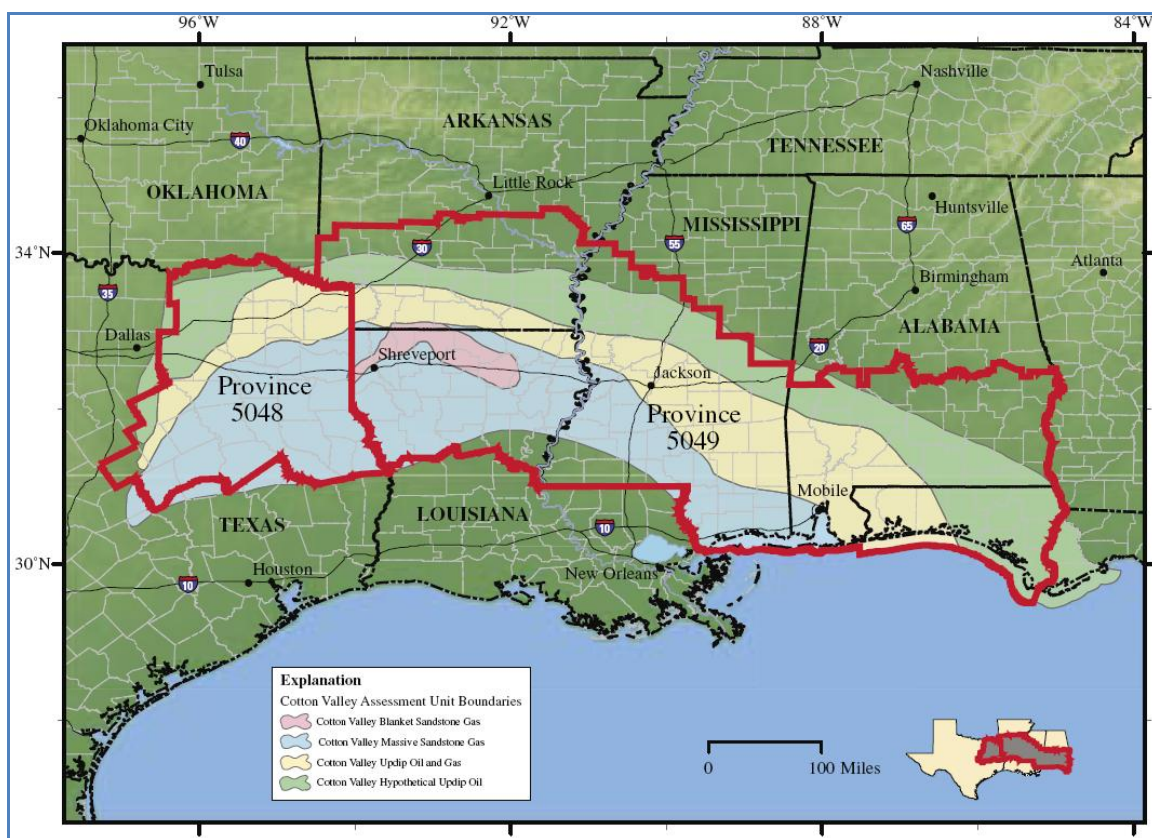 96°W 92°W 88°W 84°W
Tulsa
Nashville
Oklahoma City
40
ARKANSAS
TENNESSEE
OKLAHOMA
Little Rock
Huntsville
MISSISSIPPI
65
30
55
34°N
Atlanta
35
Birmingham
Dallas
20
ALABAMA
Shreveport
Jackson
Province
5048
Province
5049
Mobile
TEXAS
LOUISIANA
10
30°N
Houston
New Orleans
10
Explanation
Cotton Valley Assessment Unit Boundaries
Cotton Valley Blanket Sandstone Gas
Cotton Valley Massive Sandstone Gas
Cotton Valley Updip Oil and Gas
Cotton Valley Hypothetical Updip Oil
0 100 Miles